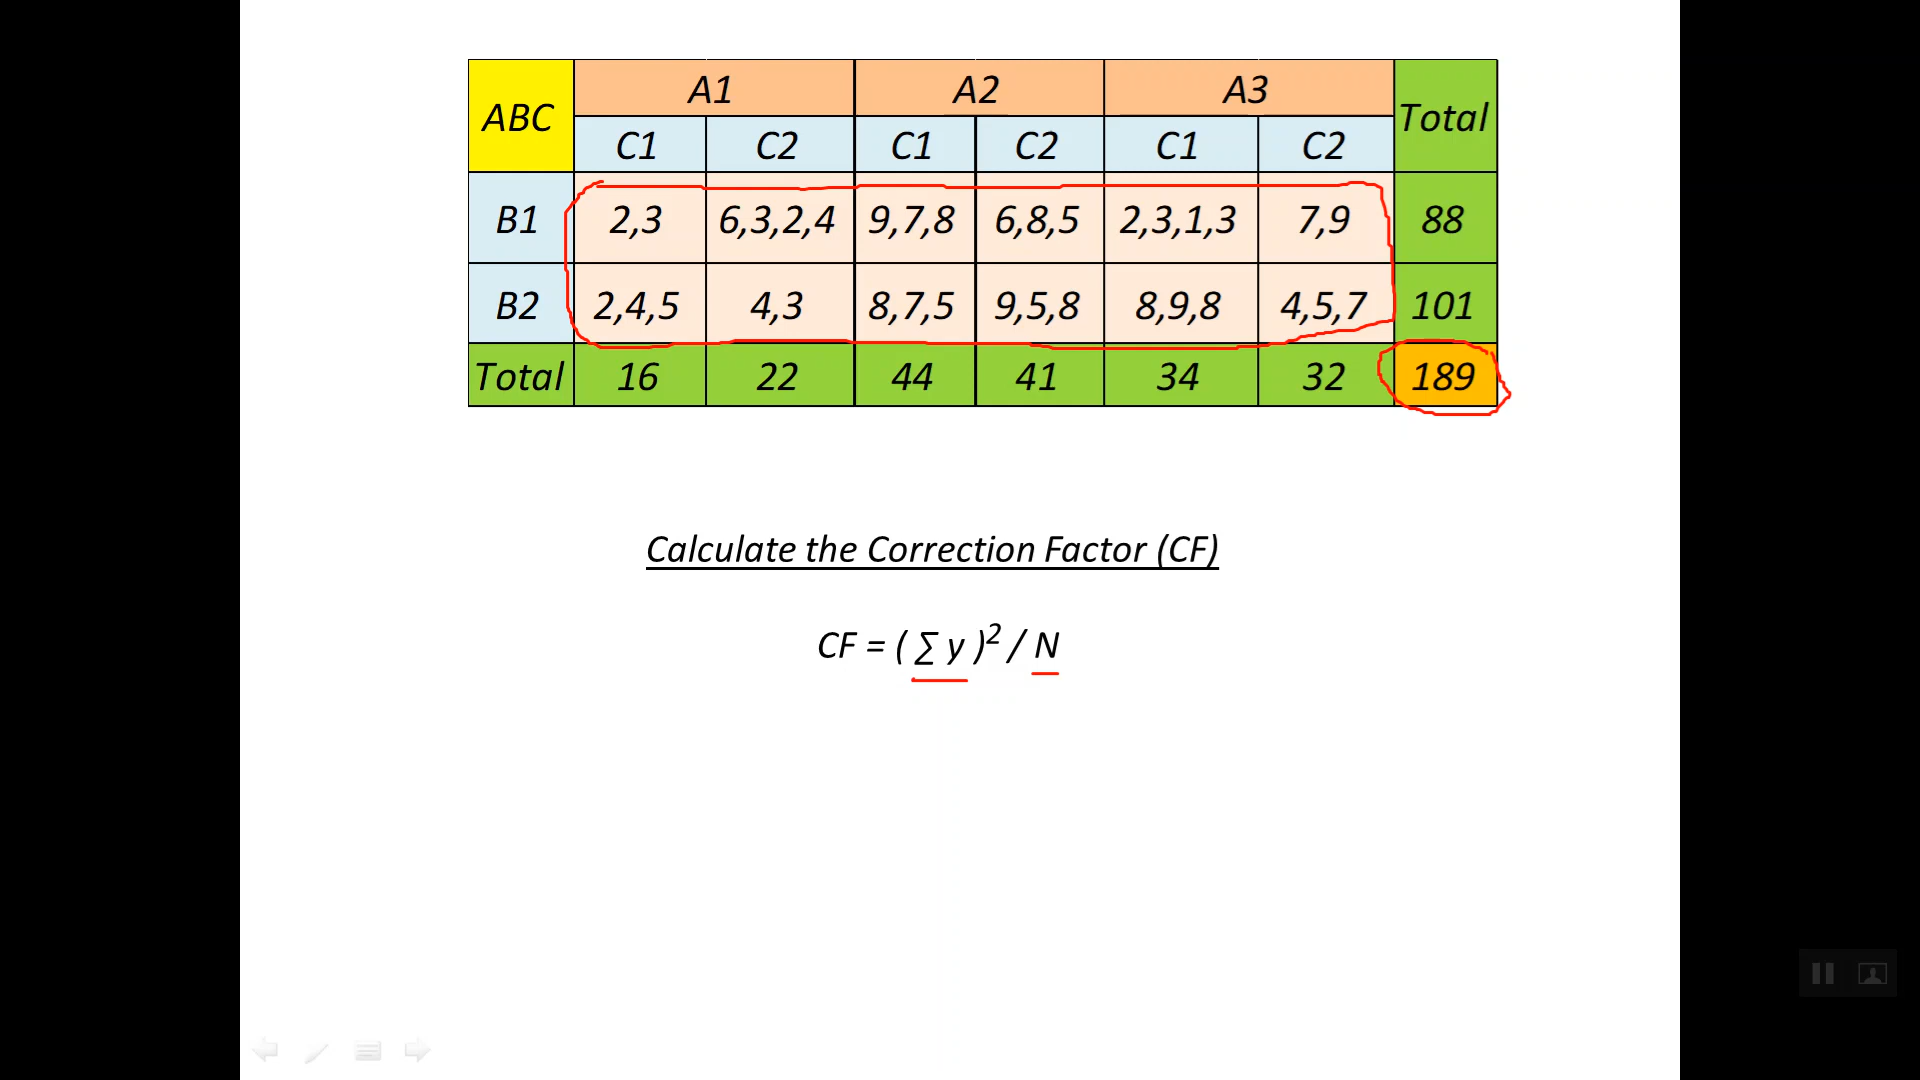 ABC A1 A2 A3 Total
C1 C2 C1 C2 C1 C2
B1 2,3 6,3,2,4 9,7,8 6,8,5 2,3,1,3 7,9 88
B2 2,4,5 4,3 8,7,5 9,5,8 8,9,8 4,5,7 101
Total 16 22 44 41 34 32 189
Calculate the Correction Factor (CF)
CF = ( ∑ y )² / N